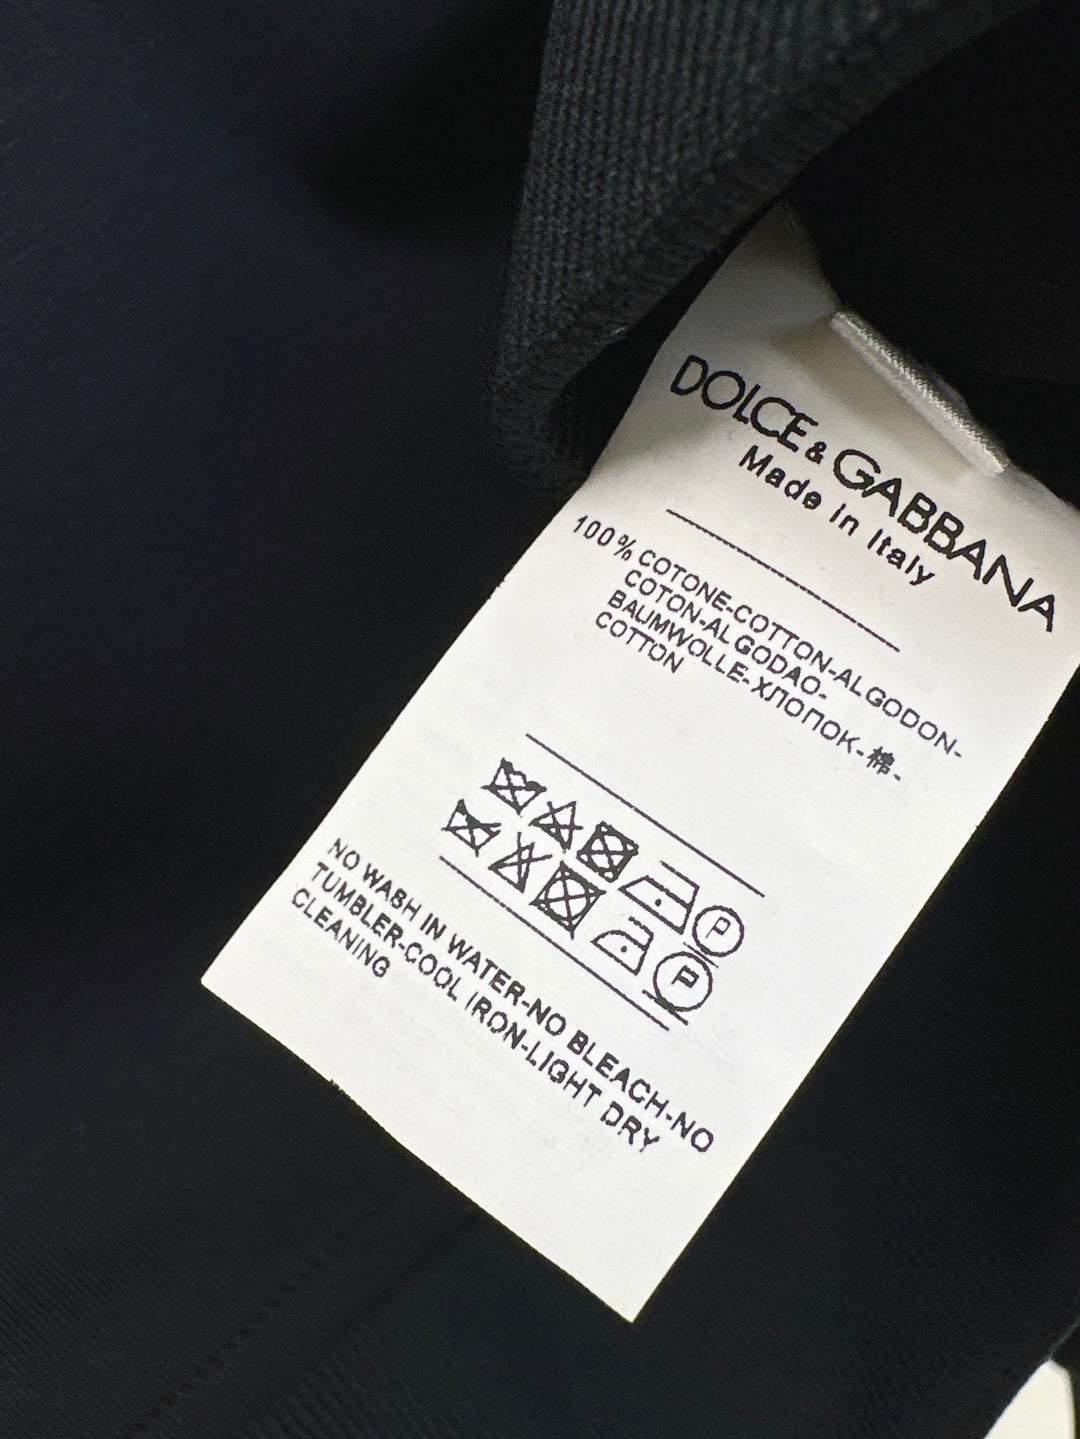 DOLCE & GABBANA
Made in Italy
100% COTONE-COTTON-ALGODON-
COTON-ALGODAO-
BAUMWOLLE-ХЛОПОК-棉-
COTTON
P
P
NO WASH IN WATER-NO BLEACH-NO
TUMBLER-COOL IRON-LIGHT DRY
CLEANING